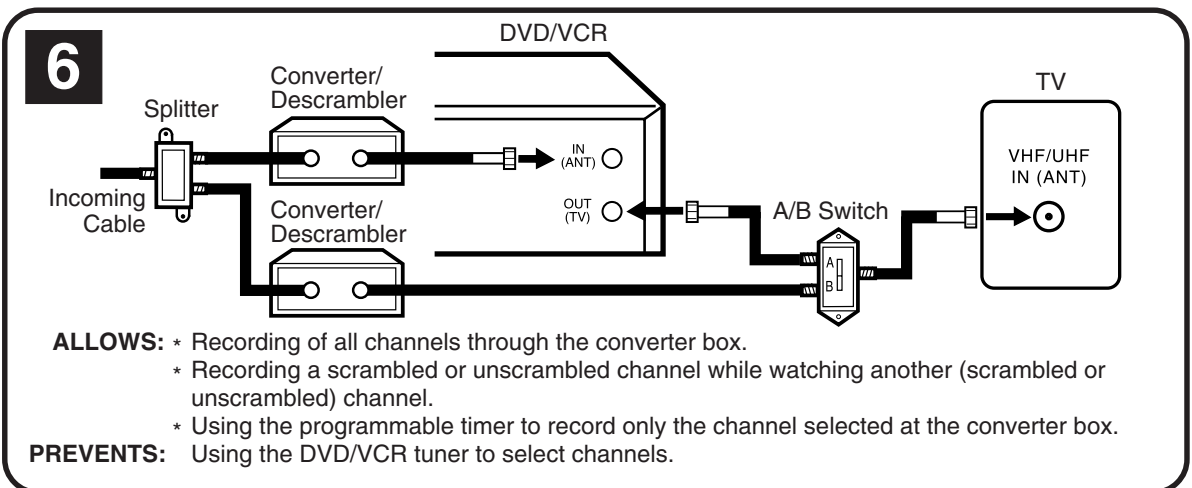 6
DVD/VCR
Converter/
Descrambler
Splitter
TV
IN
(ANT)
VHF/UHF
IN (ANT)
Incoming
Cable
Converter/
Descrambler
OUT
(TV)
A/B Switch
A
B
ALLOWS: * Recording of all channels through the converter box.
* Recording a scrambled or unscrambled channel while watching another (scrambled or
unscrambled) channel.
* Using the programmable timer to record only the channel selected at the converter box.
PREVENTS: Using the DVD/VCR tuner to select channels.